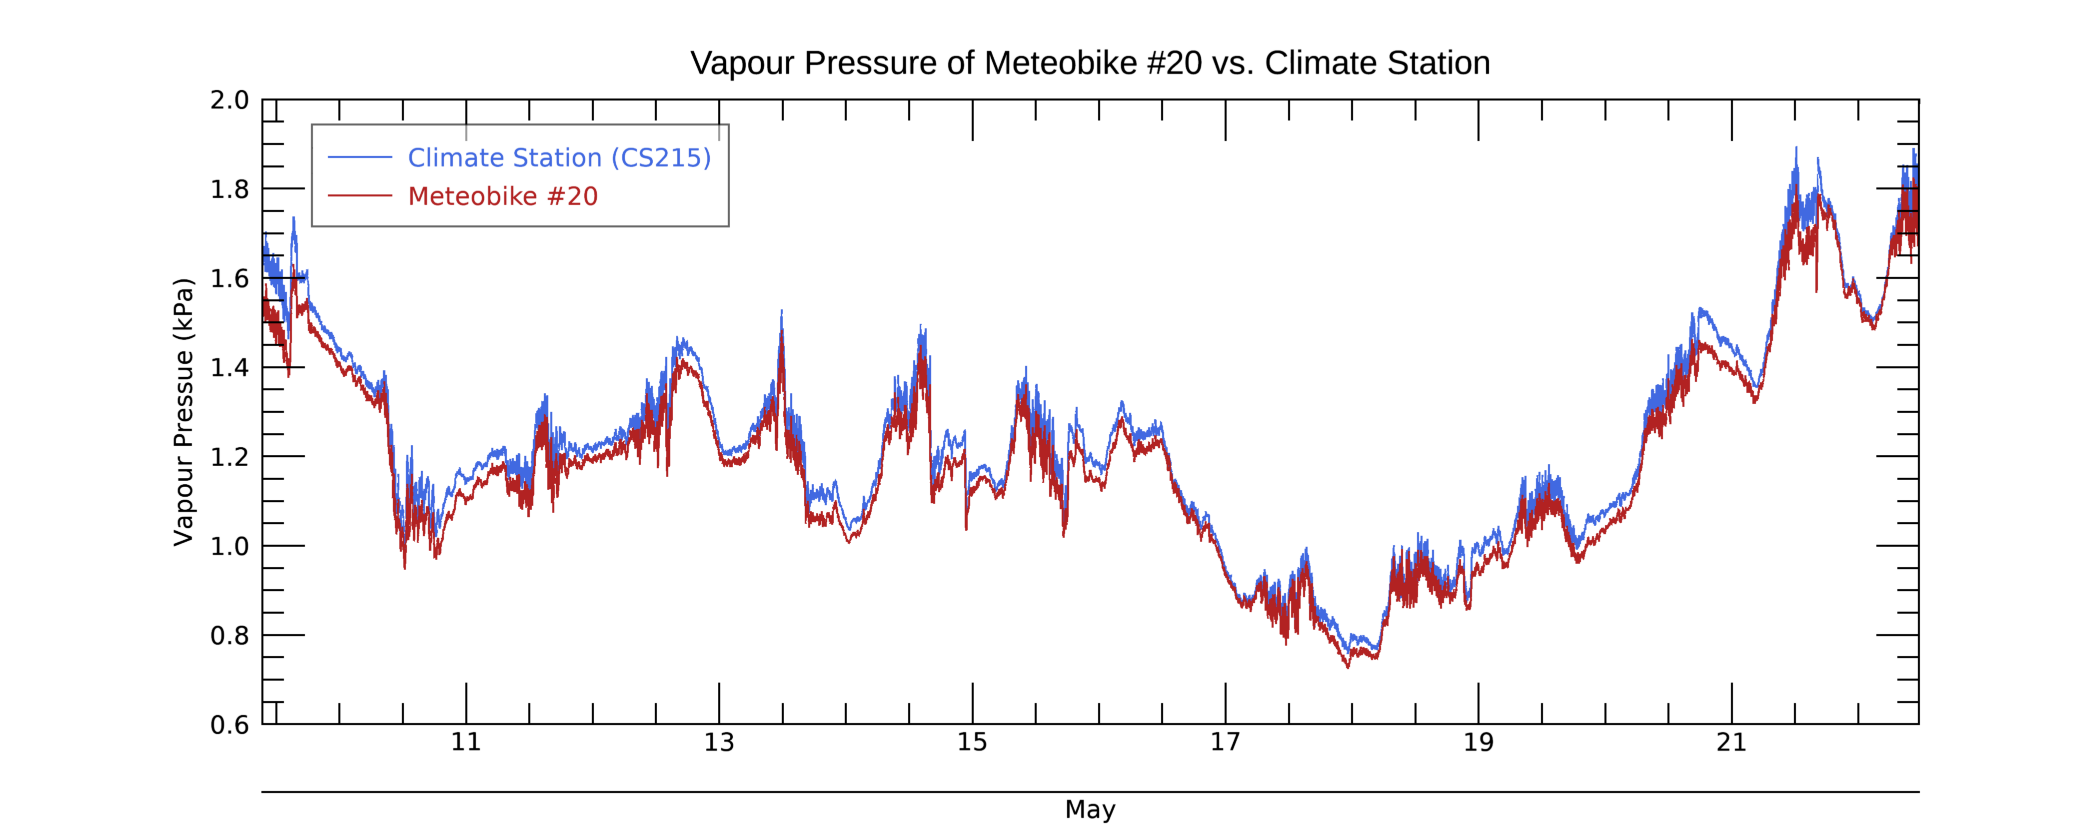 Vapour Pressure of Meteobike #20 vs. Climate Station
Climate Station (CS215)
Meteobike #20
Vapour Pressue (kPa)
2.0
1.8
1.6
1.4
1.2
1.0
0.8
0.6
11 13 15 17 19 21
May